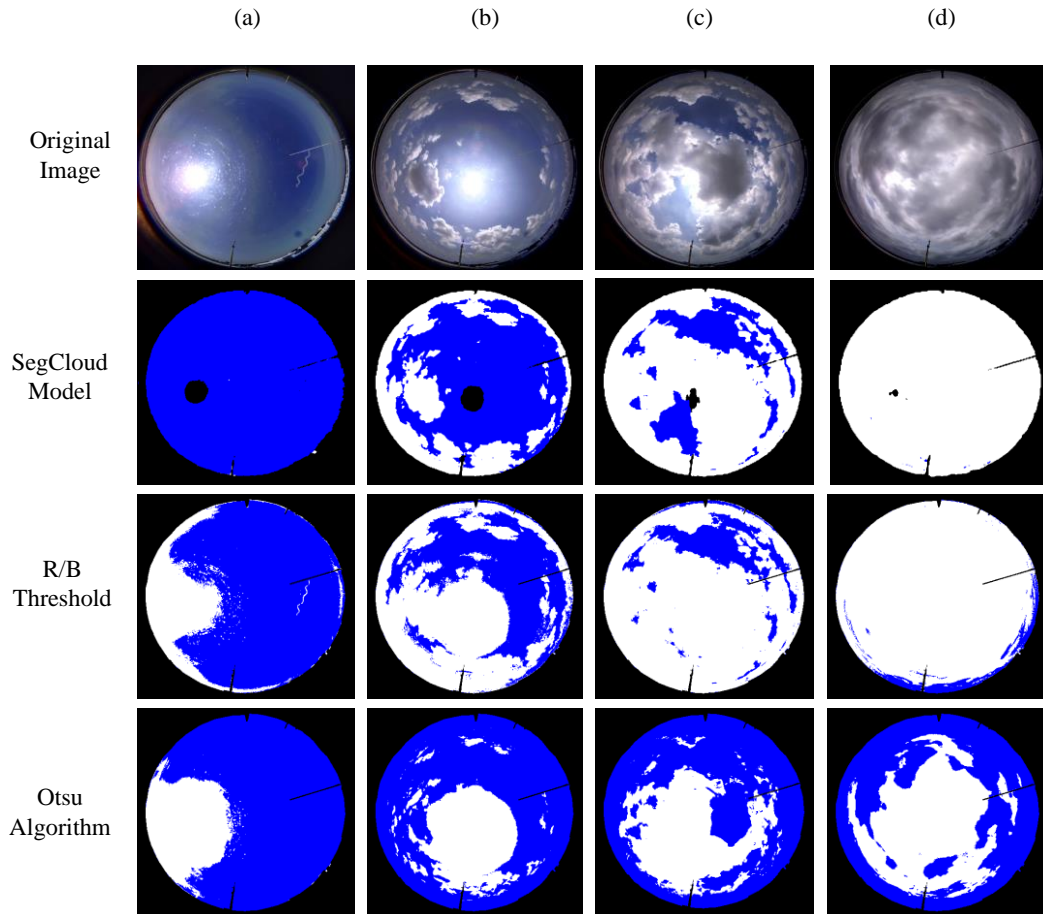 (a) (b) (c) (d)
Original
Image
SegCloud
Model
R/B
Threshold
Otsu
Algorithm